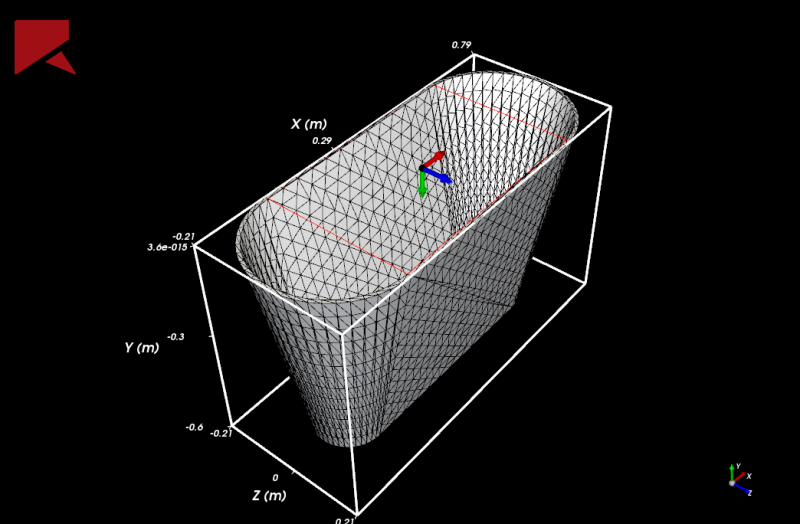 0.79
X (m)
0.29
-0.21
3.6e-015
Y (m)
-0.3
-0.6
-0.21
0
Z (m)
0.21
Y
X
Z